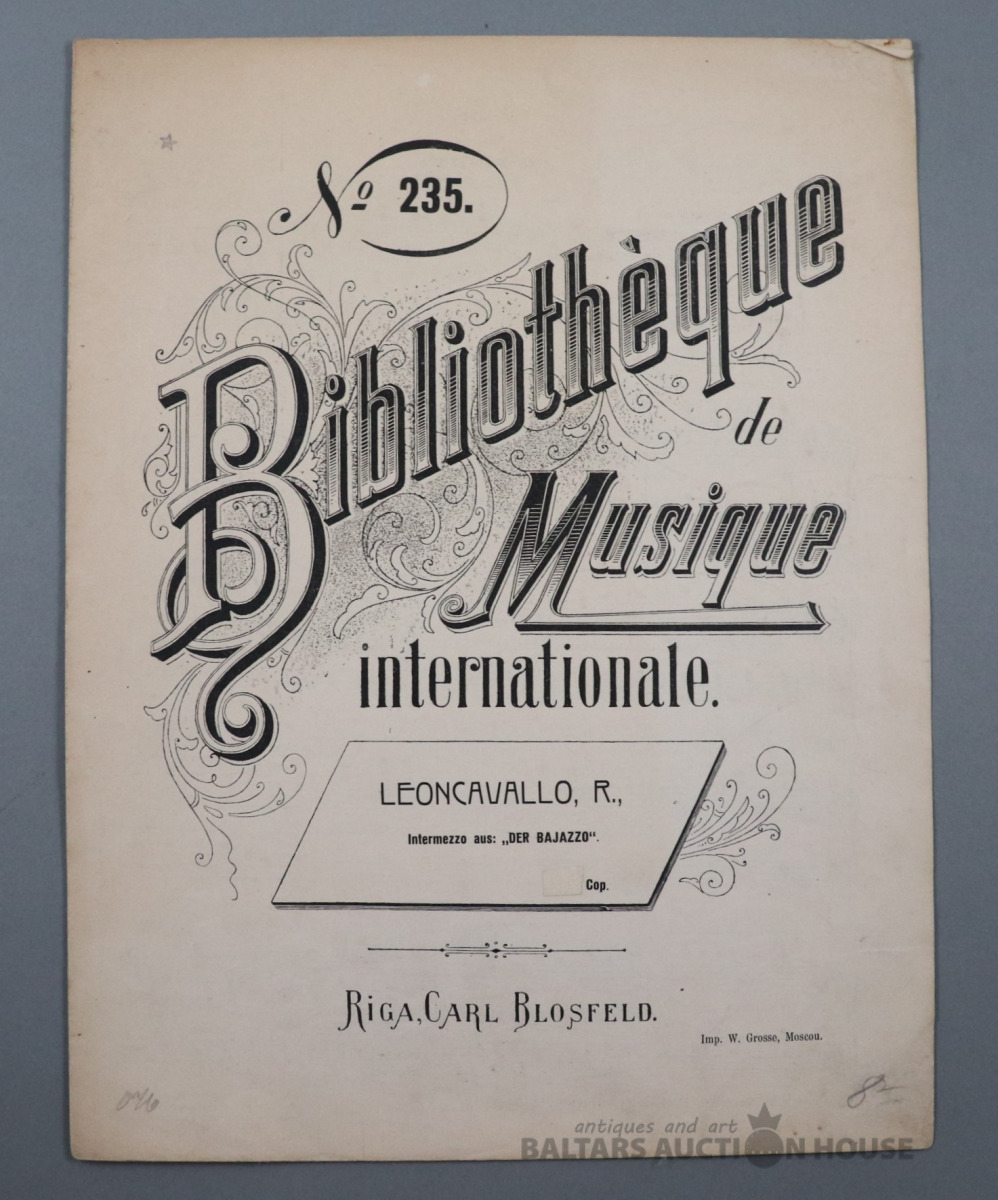 No 235.
Bibliothèque
de
Musique
internationale.
LEONCAVALLO, R.,
Intermezzo aus: „DER BAJAZZO“.
Cop.
RIGA, CARL BLOSFELD.
Imp. W. Grosse, Moscou.
antiques and art
BALTARS AUCTION HOUSE